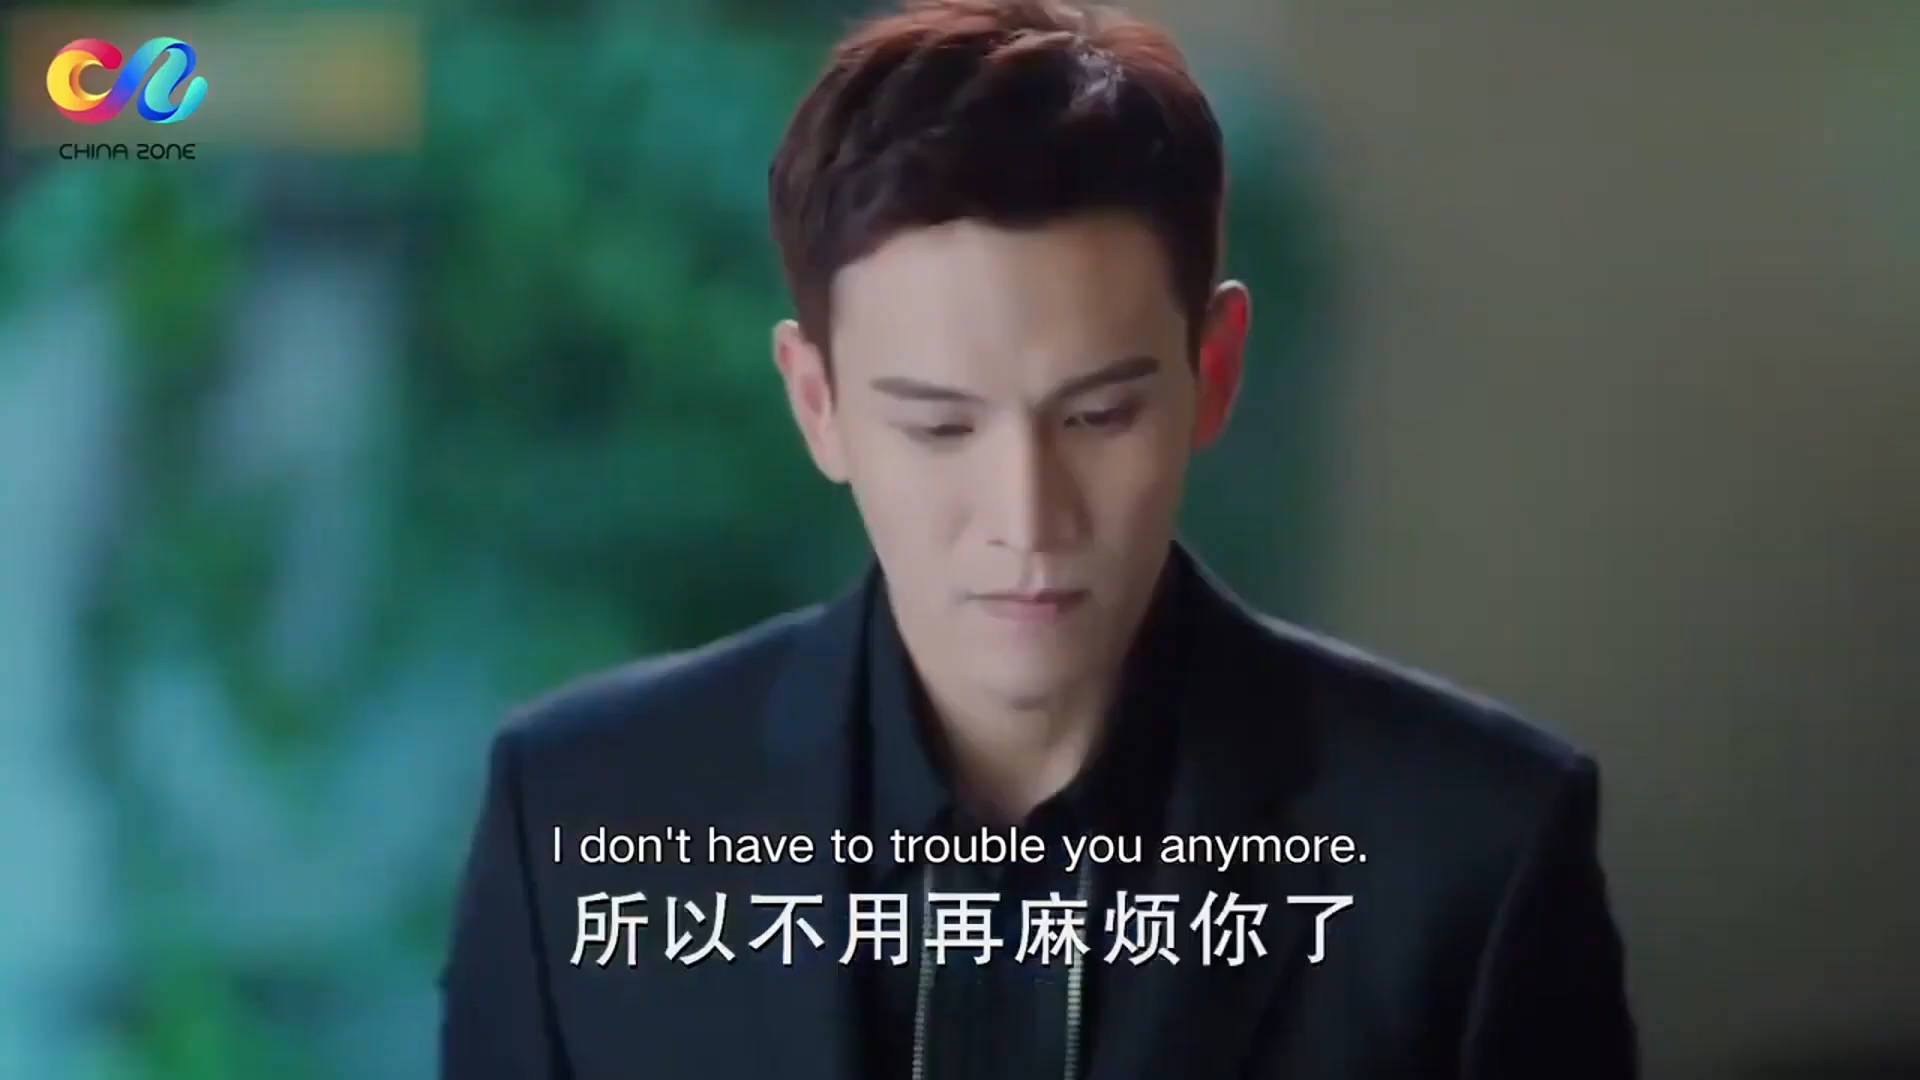 CHINA ZONE
I don't have to trouble you anymore.
所以不用再麻烦你了